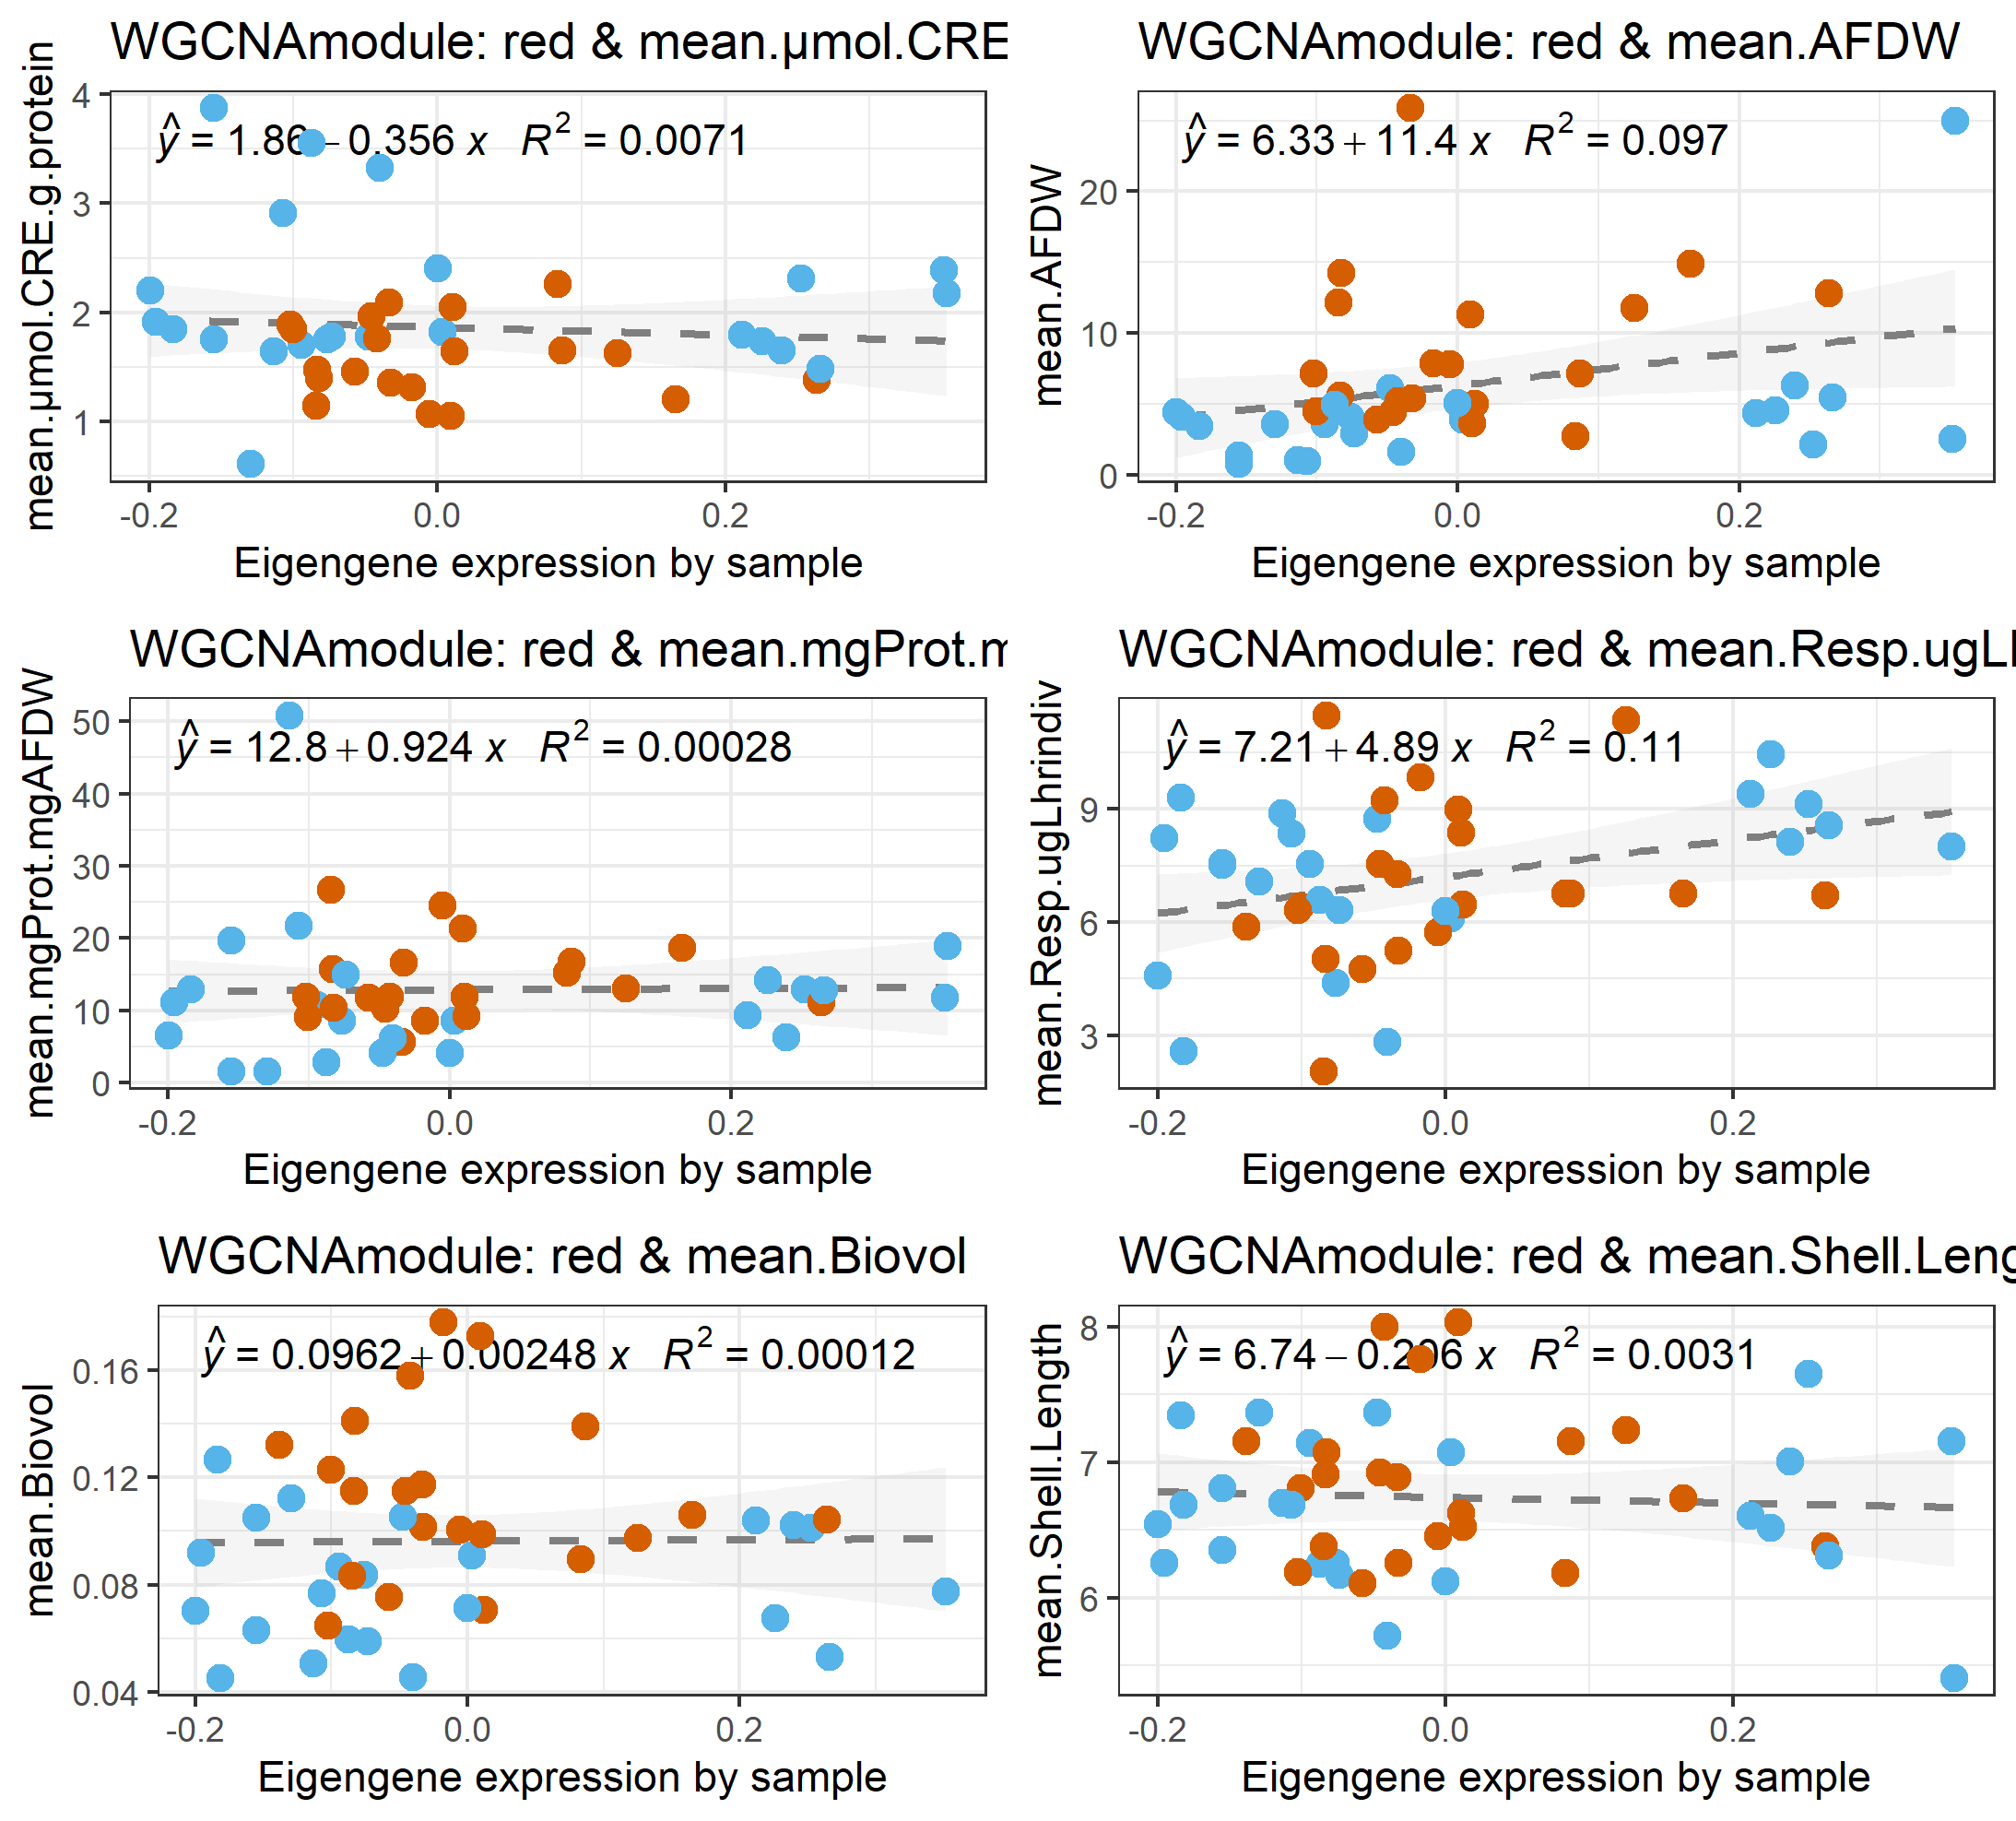 WGCNAmodule: red & mean.µmol.CRE
mean.µmol.CRE.g.protein
ŷ = 1.86 − 0.356 x R² = 0.0071
4
3
2
1
-0.2 0.0 0.2
Eigengene expression by sample
WGCNAmodule: red & mean.AFDW
mean.AFDW
ŷ = 6.33 + 11.4 x R² = 0.097
20
10
0
-0.2 0.0 0.2
Eigengene expression by sample
WGCNAmodule: red & mean.mgProt.m
mean.mgProt.mgAFDW
ŷ = 12.8 + 0.924 x R² = 0.00028
50
40
30
20
10
0
-0.2 0.0 0.2
Eigengene expression by sample
WGCNAmodule: red & mean.Resp.ugL
mean.Resp.ugLhrindiv
ŷ = 7.21 + 4.89 x R² = 0.11
9
6
3
-0.2 0.0 0.2
Eigengene expression by sample
WGCNAmodule: red & mean.Biovol
mean.Biovol
ŷ = 0.0962 + 0.00248 x R² = 0.00012
0.16
0.12
0.08
0.04
-0.2 0.0 0.2
Eigengene expression by sample
WGCNAmodule: red & mean.Shell.Leng
mean.Shell.Length
ŷ = 6.74 − x R² = 0.0031
8
7
6
-0.2 0.0 0.2
Eigengene expression by sample